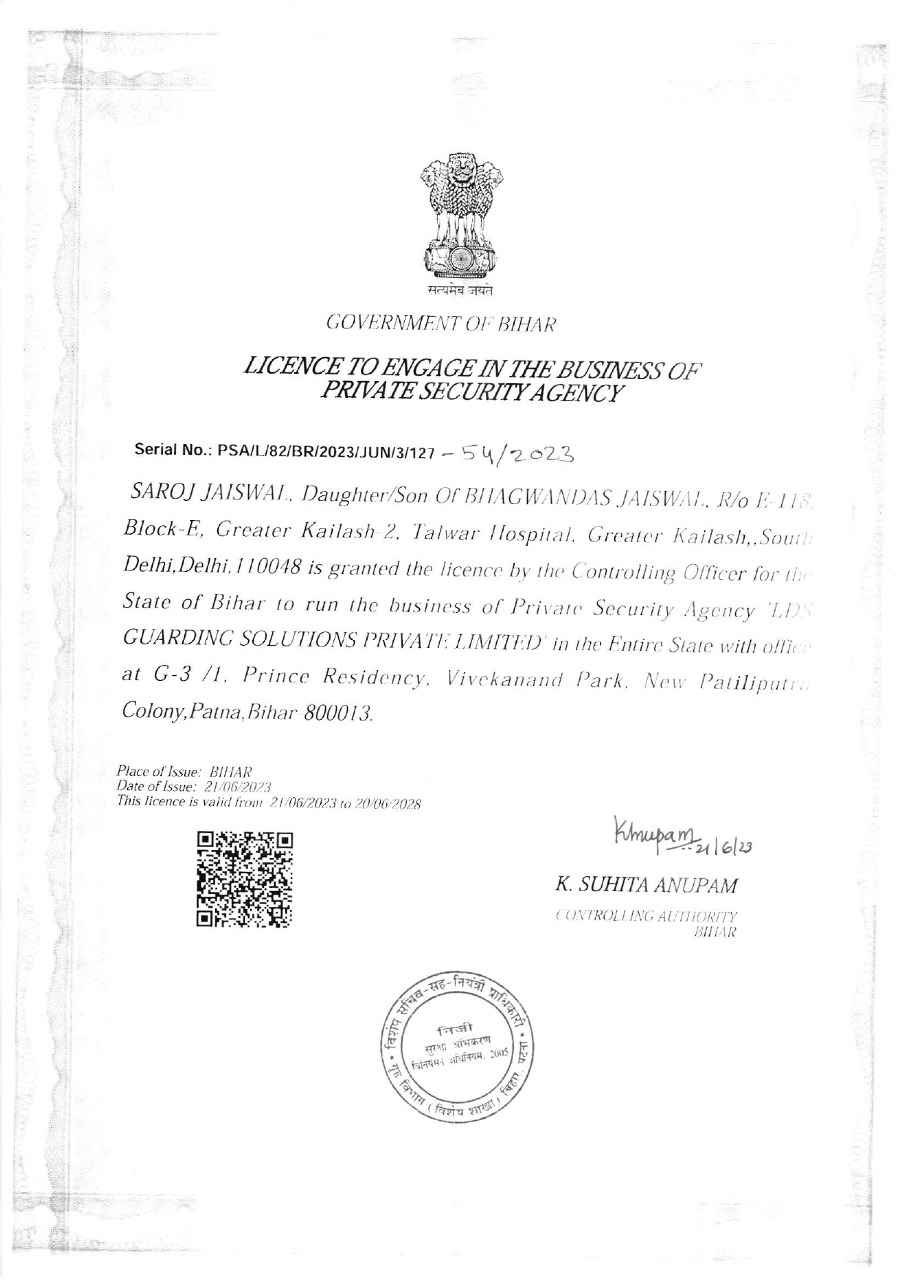 सत्यमेव जयते
GOVERNMENT OF BIHAR
LICENCE TO ENGAGE IN THE BUSINESS OF
PRIVATE SECURITY AGENCY
Serial No.: PSA/L/82/BR/2023/JUN/3/127 - 54/2023
SAROJ JAISWAL, Daughter/Son Of BHAGWANDAS JAISWAL, R/o E-118,
Block-E, Greater Kailash-2, Talwar Hospital, Greater Kailash,,South
Delhi,Delhi,110048 is granted the licence by the Controlling Officer for the
State of Bihar to run the business of Private Security Agency 'LDS
GUARDING SOLUTIONS PRIVATE LIMITED' in the Entire State with office
at G-3 /1, Prince Residency, Vivekanand Park, New Patiliputra
Colony,Patna,Bihar 800013.
Place of Issue: BIHAR
Date of Issue: 21/06/2023
This licence is valid from 21/06/2023 to 20/06/2028
KAnupam 21/6/23
K. SUHITA ANUPAM
CONTROLLING AUTHORITY
BIHAR
विशेष सचिव-सह-नियंत्री प्राधिकारी
निजी
सुरक्षा अभिकरण
विनियमन अधिनियम, 2005
गृह विभाग (विशेष शाखा) बिहार, पटना